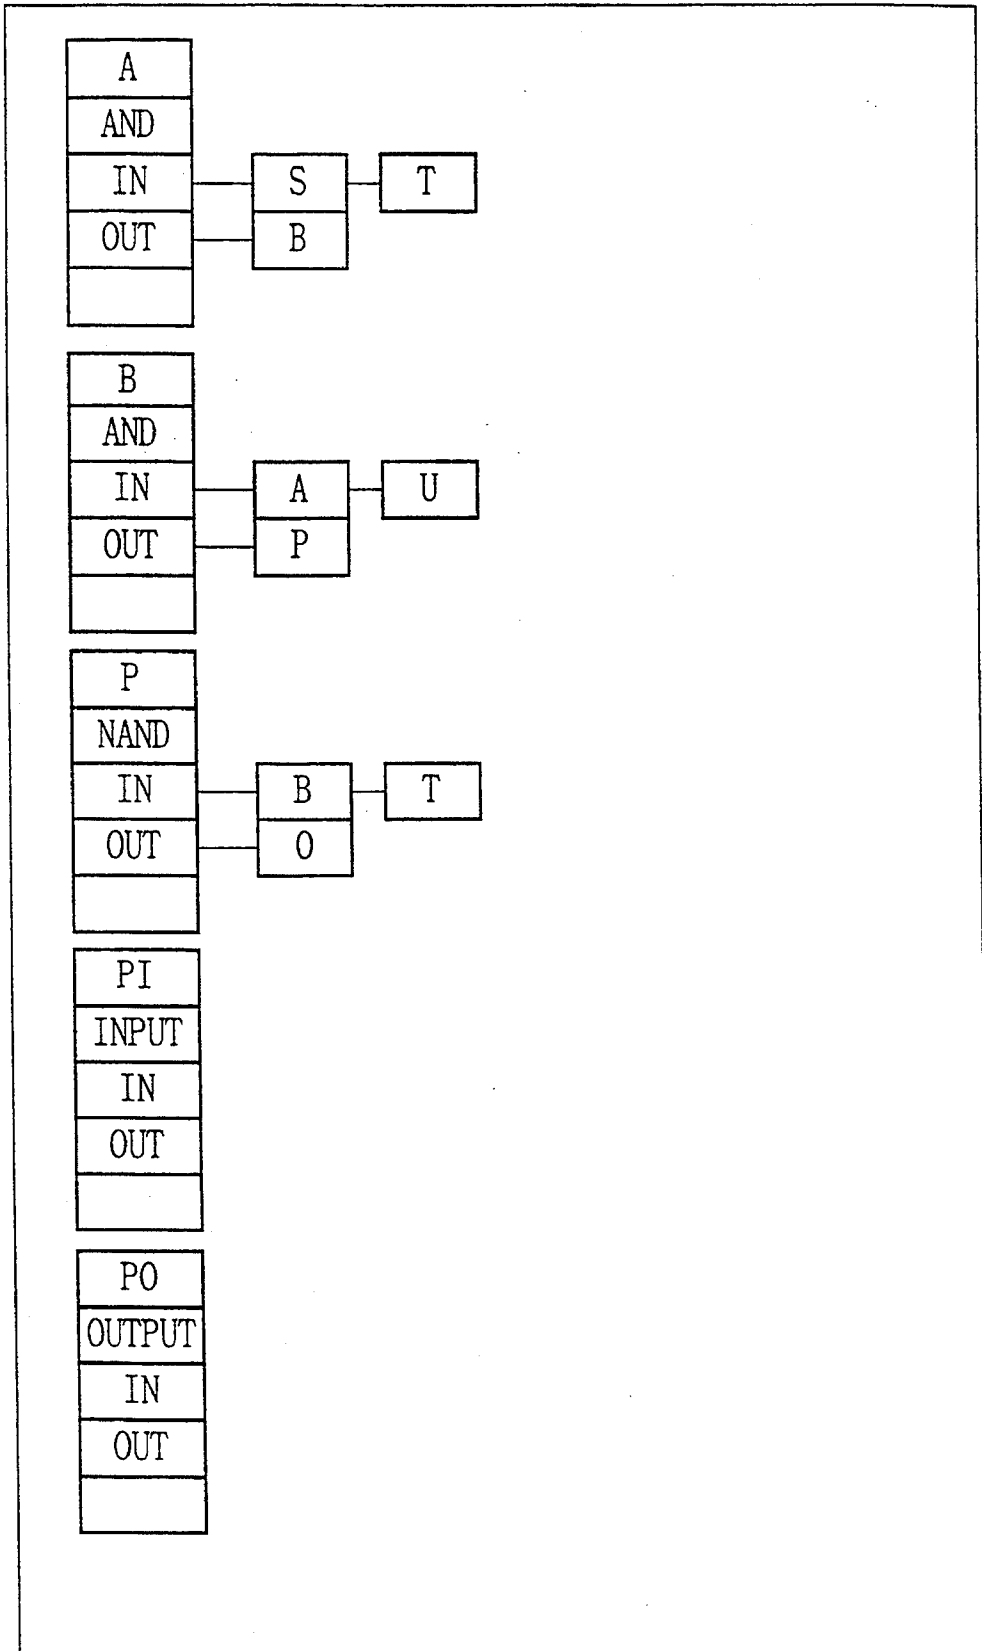 A
AND
IN S T
OUT B
B
AND
IN A U
OUT P
P
NAND
IN B T
OUT O
PI
INPUT
IN
OUT
PO
OUTPUT
IN
OUT